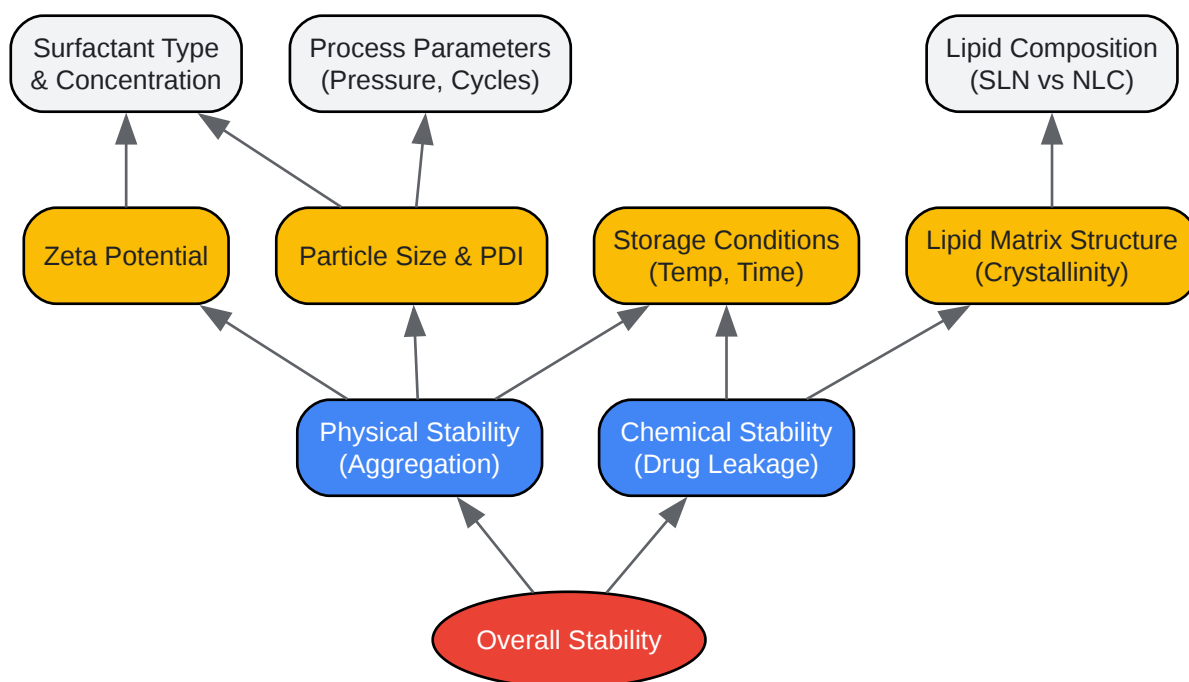 Surfactant Type
& Concentration
Process Parameters
(Pressure, Cycles)
Lipid Composition
(SLN vs NLC)
Zeta Potential
Particle Size & PDI
Storage Conditions
(Temp, Time)
Lipid Matrix Structure
(Crystallinity)
Physical Stability
(Aggregation)
Chemical Stability
(Drug Leakage)
Overall Stability